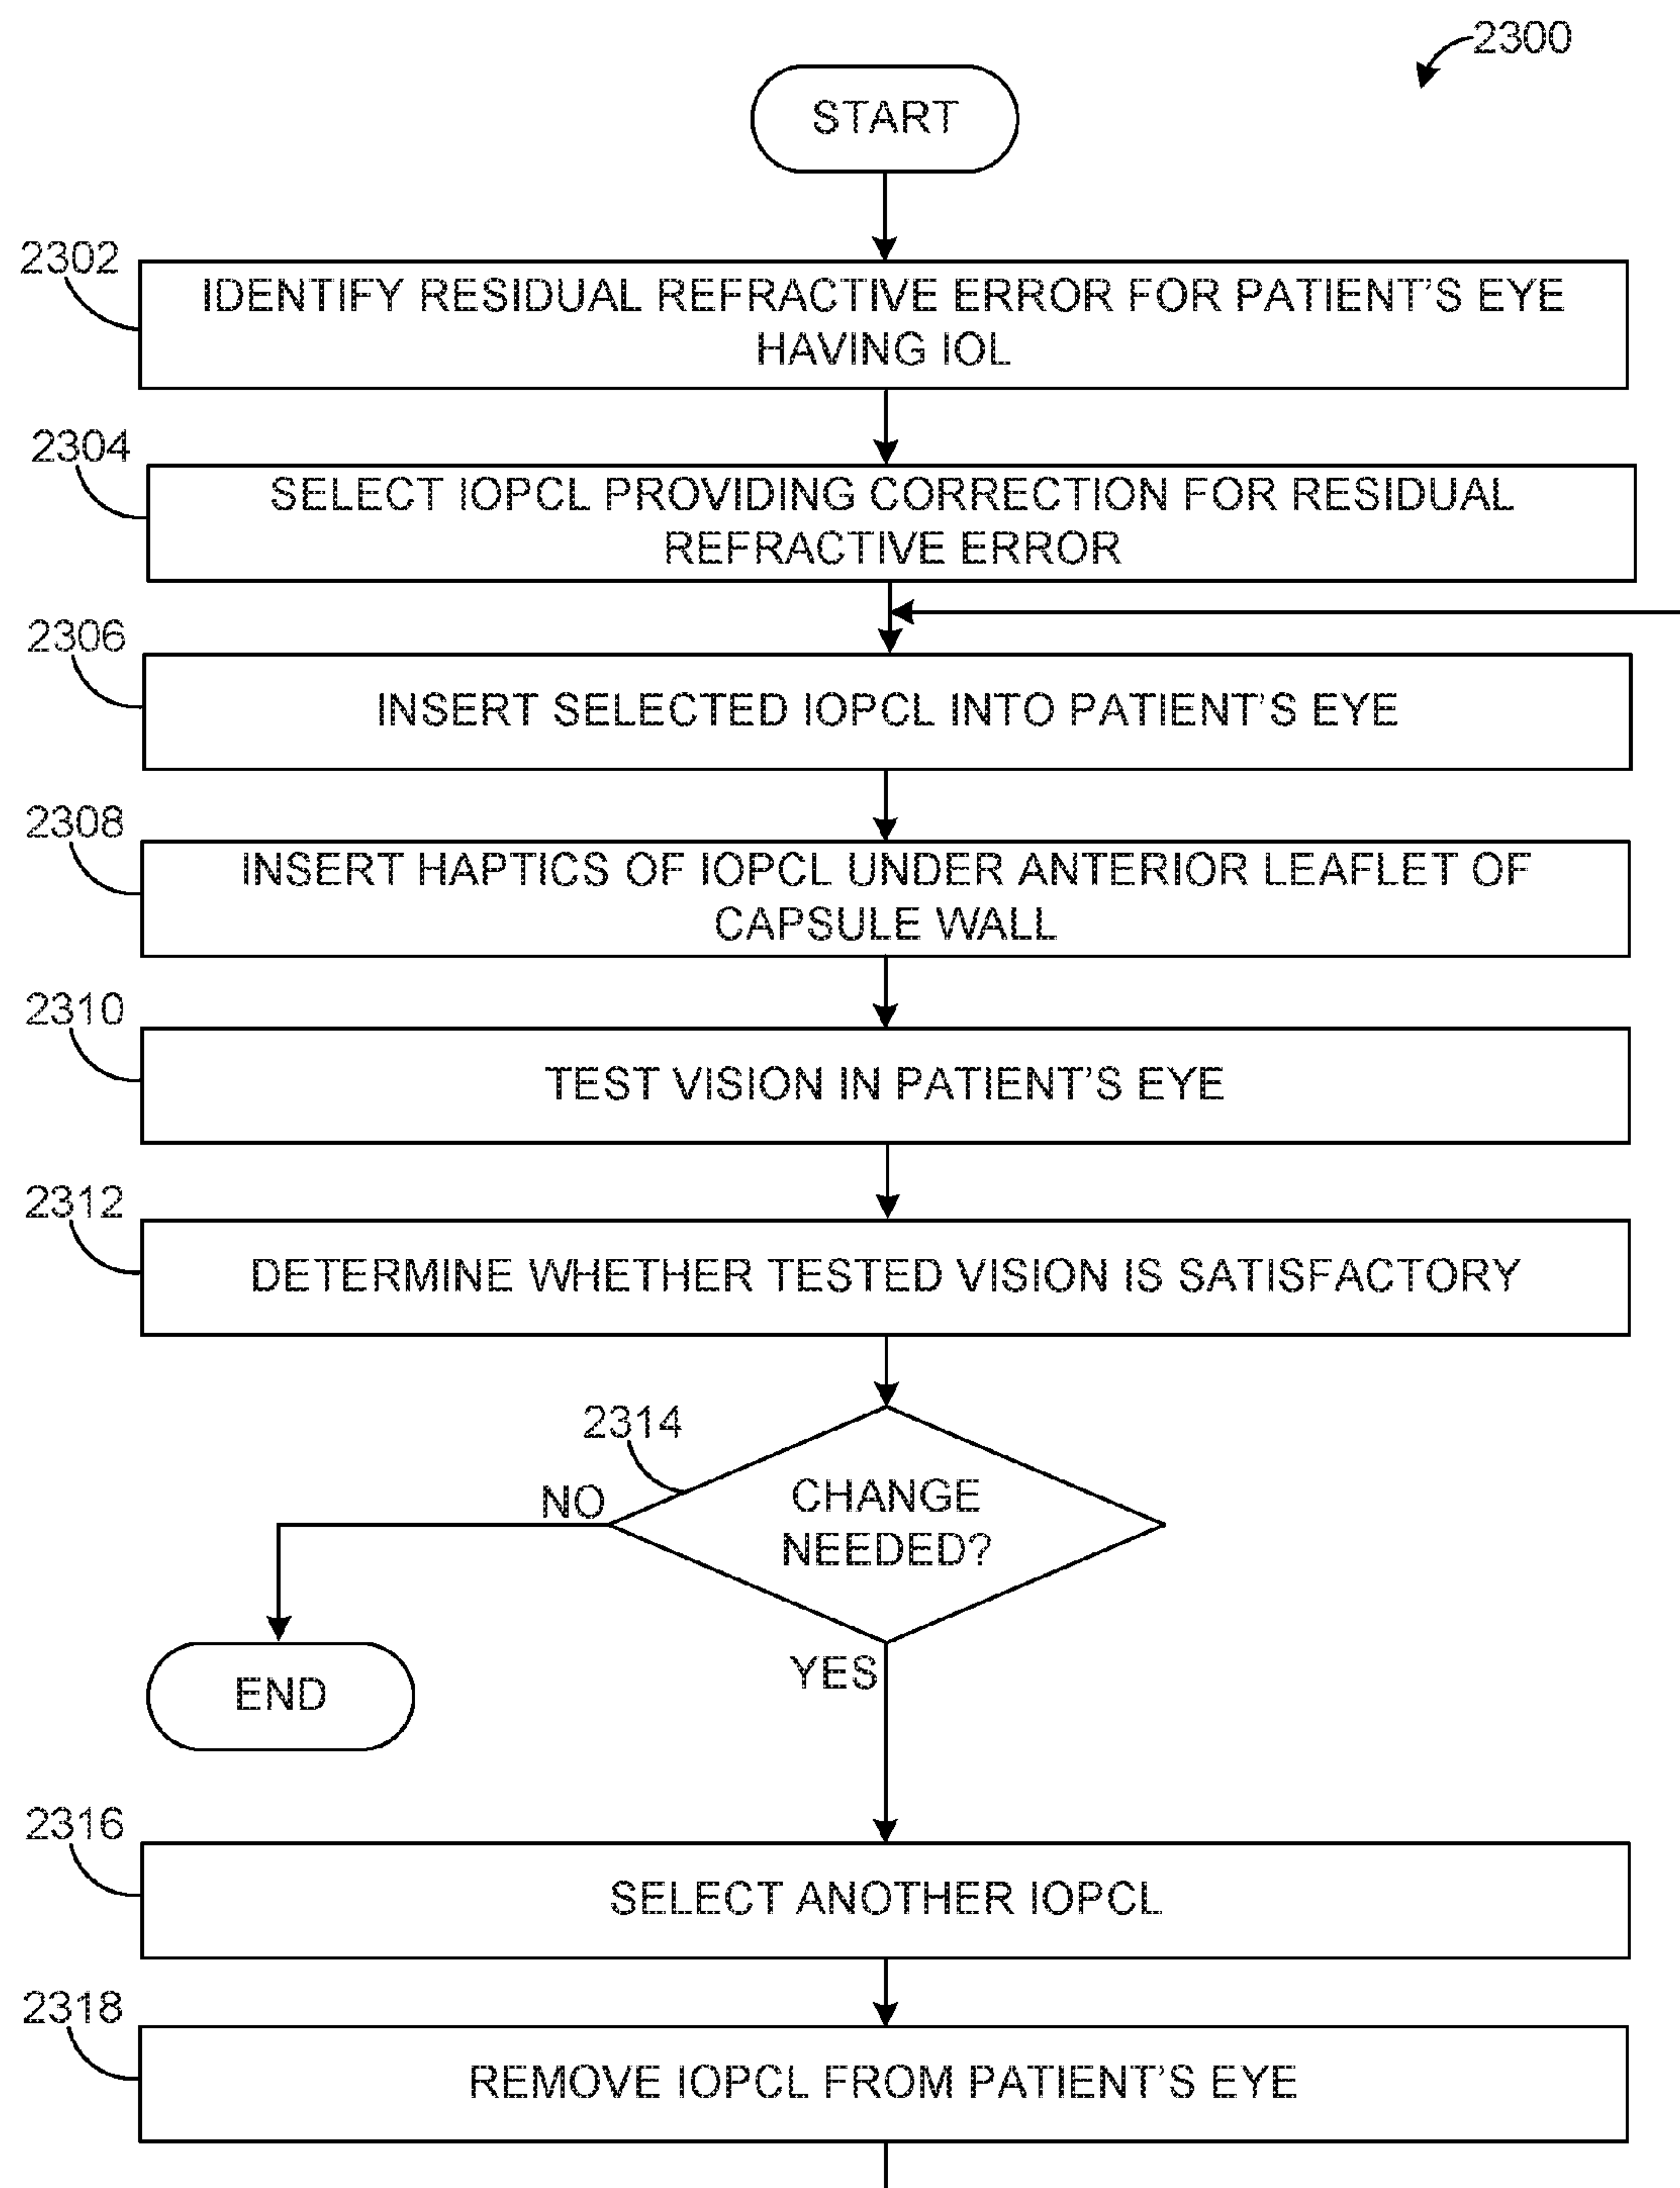 2300
START
2302
IDENTIFY RESIDUAL REFRACTIVE ERROR FOR PATIENT'S EYE
HAVING IOL
2304
SELECT IOPCL PROVIDING CORRECTION FOR RESIDUAL
REFRACTIVE ERROR
2306
INSERT SELECTED IOPCL INTO PATIENT'S EYE
2308
INSERT HAPTICS OF IOPCL UNDER ANTERIOR LEAFLET OF
CAPSULE WALL
2310
TEST VISION IN PATIENT'S EYE
2312
DETERMINE WHETHER TESTED VISION IS SATISFACTORY
2314
CHANGE
NEEDED?
NO
END
YES
2316
SELECT ANOTHER IOPCL
2318
REMOVE IOPCL FROM PATIENT'S EYE